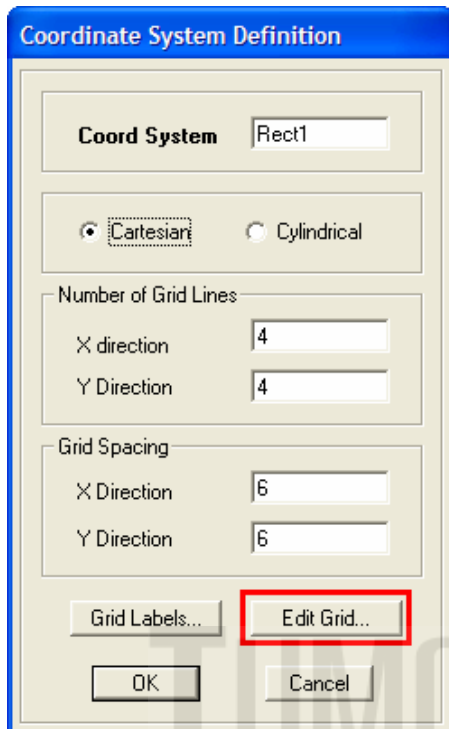 Coordinate System Definition
Coord System Rect1
Cartesian Cylindrical
Number of Grid Lines
X direction 4
Y Direction 4
Grid Spacing
X Direction 6
Y Direction 6
Grid Labels... Edit Grid...
OK Cancel